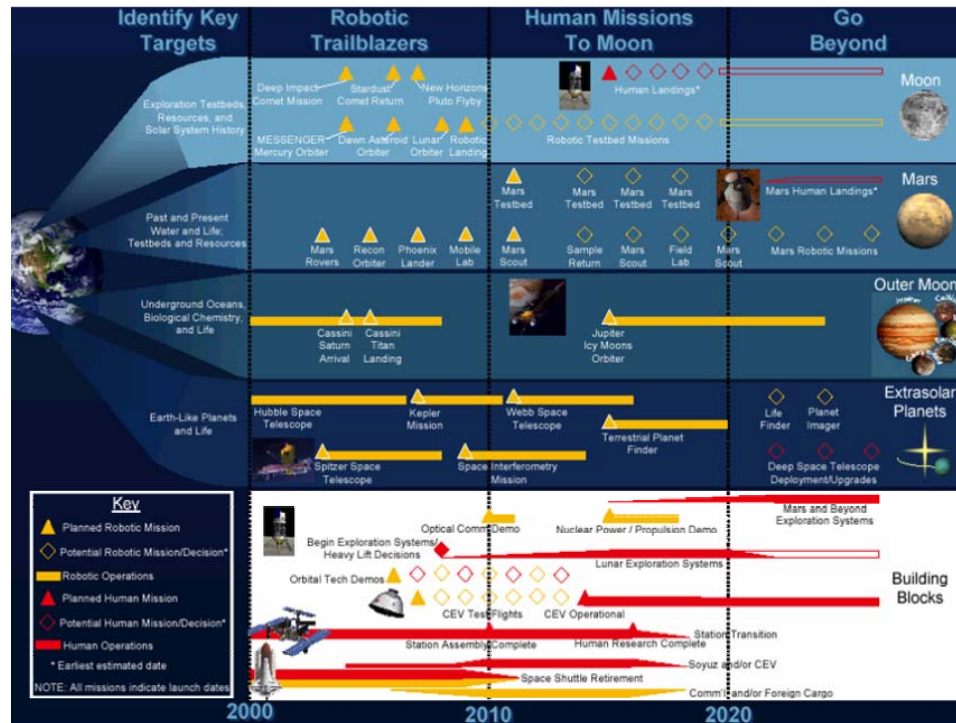 Identify Key
Targets
Robotic
Trailblazers
Human Missions
To Moon
Go
Beyond
Exploration Testbeds,
Resources, and
Solar System History
Deep Impact
Comet Mission
Stardust
Comet Return
New Horizons
Pluto Flyby
Human Landings*
Moon
MESSENGER
Mercury Orbiter
Dawn Asteroid
Orbiter
Lunar
Orbiter
Robotic
Landing
Robotic Testbed Missions
Past and Present
Water and Life;
Testbeds and Resources
Mars
Testbed
Mars
Testbed
Mars
Testbed
Mars
Testbed
Mars Human Landings*
Mars
Mars
Rovers
Recon
Orbiter
Phoenix
Lander
Mobile
Lab
Mars
Scout
Sample
Return
Mars
Scout
Field
Lab
Mars
Scout
Mars Robotic Missions
Underground Oceans,
Biological Chemistry,
and Life
Cassini
Saturn
Arrival
Cassini
Titan
Landing
Jupiter
Icy Moons
Orbiter
Outer Moon
Jupiter
Earth-Like Planets
and Life
Hubble Space
Telescope
Kepler
Mission
Webb Space
Telescope
Terrestrial Planet
Finder
Life
Finder
Planet
Imager
Extrasolar
Planets
Spitzer Space
Telescope
Space Interferometry
Mission
Deep Space Telescope
Deployment/Upgrades
Key
Planned Robotic Mission
Potential Robotic Mission/Decision*
Robotic Operations
Planned Human Mission
Potential Human Mission/Decision*
Human Operations
* Earliest estimated date
NOTE: All missions indicate launch dates
Optical Comm Demo
Nuclear Power / Propulsion Demo
Mars and Beyond
Exploration Systems
Begin Exploration Systems/
Heavy Lift Decisions
Lunar Exploration Systems
Orbital Tech Demos
CEV Test Flights
CEV Operational
Building
Blocks
Station Assembly Complete
Human Research Complete
Station Transition
Soyuz and/or CEV
Space Shuttle Retirement
Comm'l and/or Foreign Cargo
2000
2010
2020